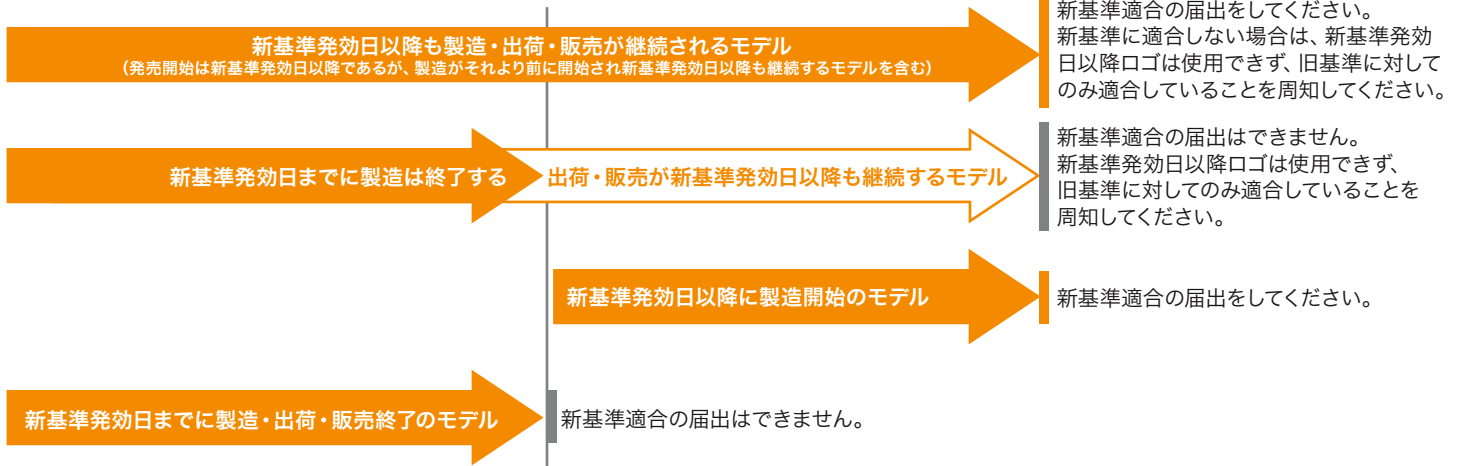 新基準発効日以降も製造・出荷・販売が継続されるモデル
（発売開始は新基準発効日以降であるが、製造がそれより前に開始され新基準発効日以降も継続するモデルを含む）
新基準適合の届出をしてください。
新基準に適合しない場合は、新基準発効
日以降ロゴは使用できず、旧基準に対して
のみ適合していることを周知してください。
新基準発効日までに製造は終了する
出荷・販売が新基準発効日以降も継続するモデル
新基準適合の届出はできません。
新基準発効日以降ロゴは使用できず、
旧基準に対してのみ適合していることを
周知してください。
新基準発効日以降に製造開始のモデル
新基準適合の届出をしてください。
新基準発効日までに製造・出荷・販売終了のモデル
新基準適合の届出はできません。